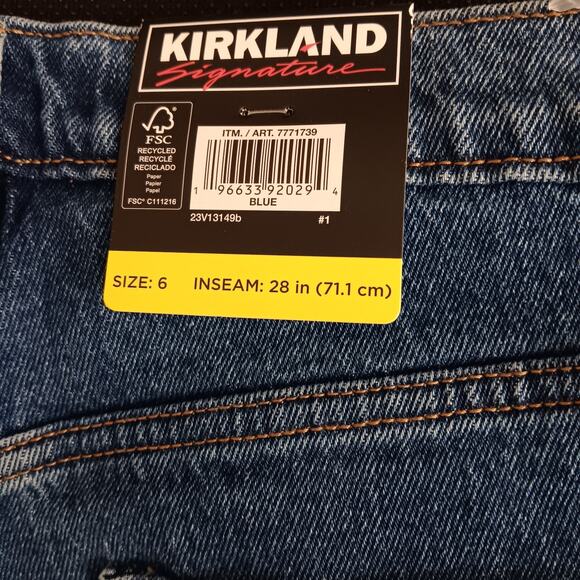 KIRKLAND
Signature
FSC
RECYCLED
RECYCLÉ
RECICLADO
Paper
Papier
Papel
FSC® C111216
ITM. / ART. 7771739
1 96633 92029 4
BLUE
23V13149b #1
SIZE: 6 INSEAM: 28 in (71.1 cm)